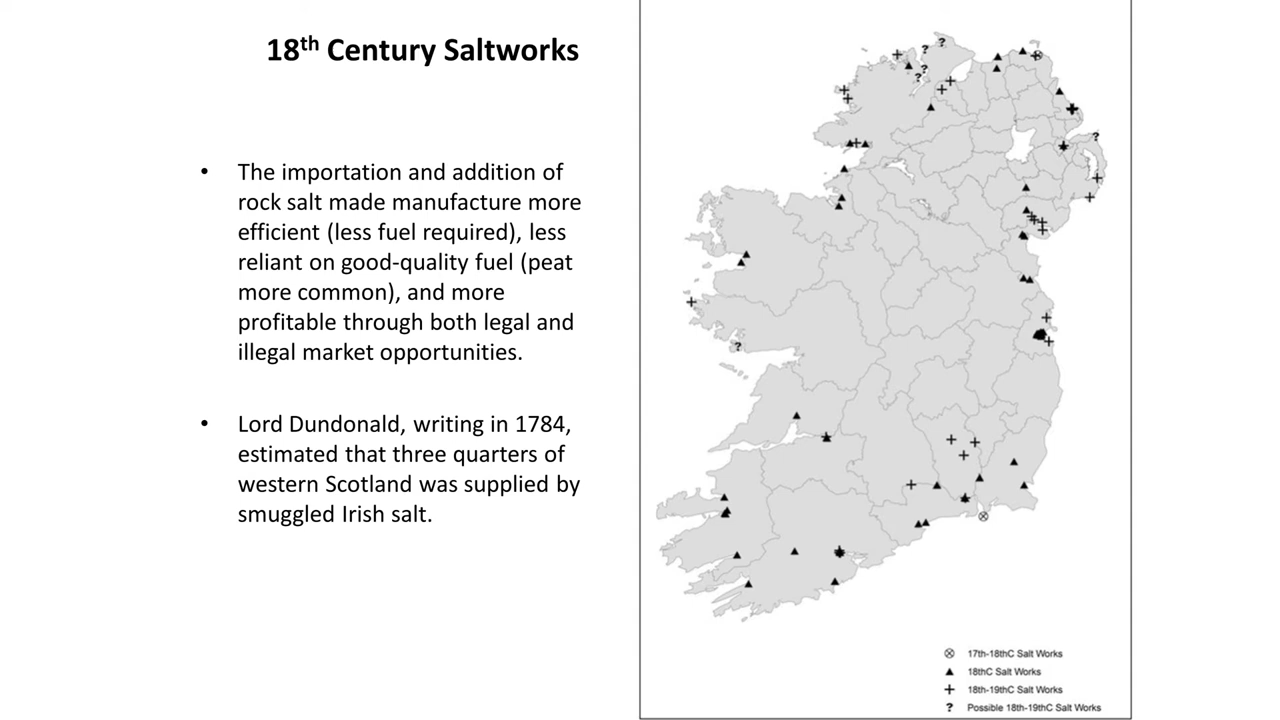 18th Century Saltworks
• The importation and addition of
rock salt made manufacture more
efficient (less fuel required), less
reliant on good-quality fuel (peat
more common), and more
profitable through both legal and
illegal market opportunities.
• Lord Dundonald, writing in 1784,
estimated that three quarters of
western Scotland was supplied by
smuggled Irish salt.
17th-18thC Salt Works
18thC Salt Works
18th-19thC Salt Works
? Possible 18th-19thC Salt Works